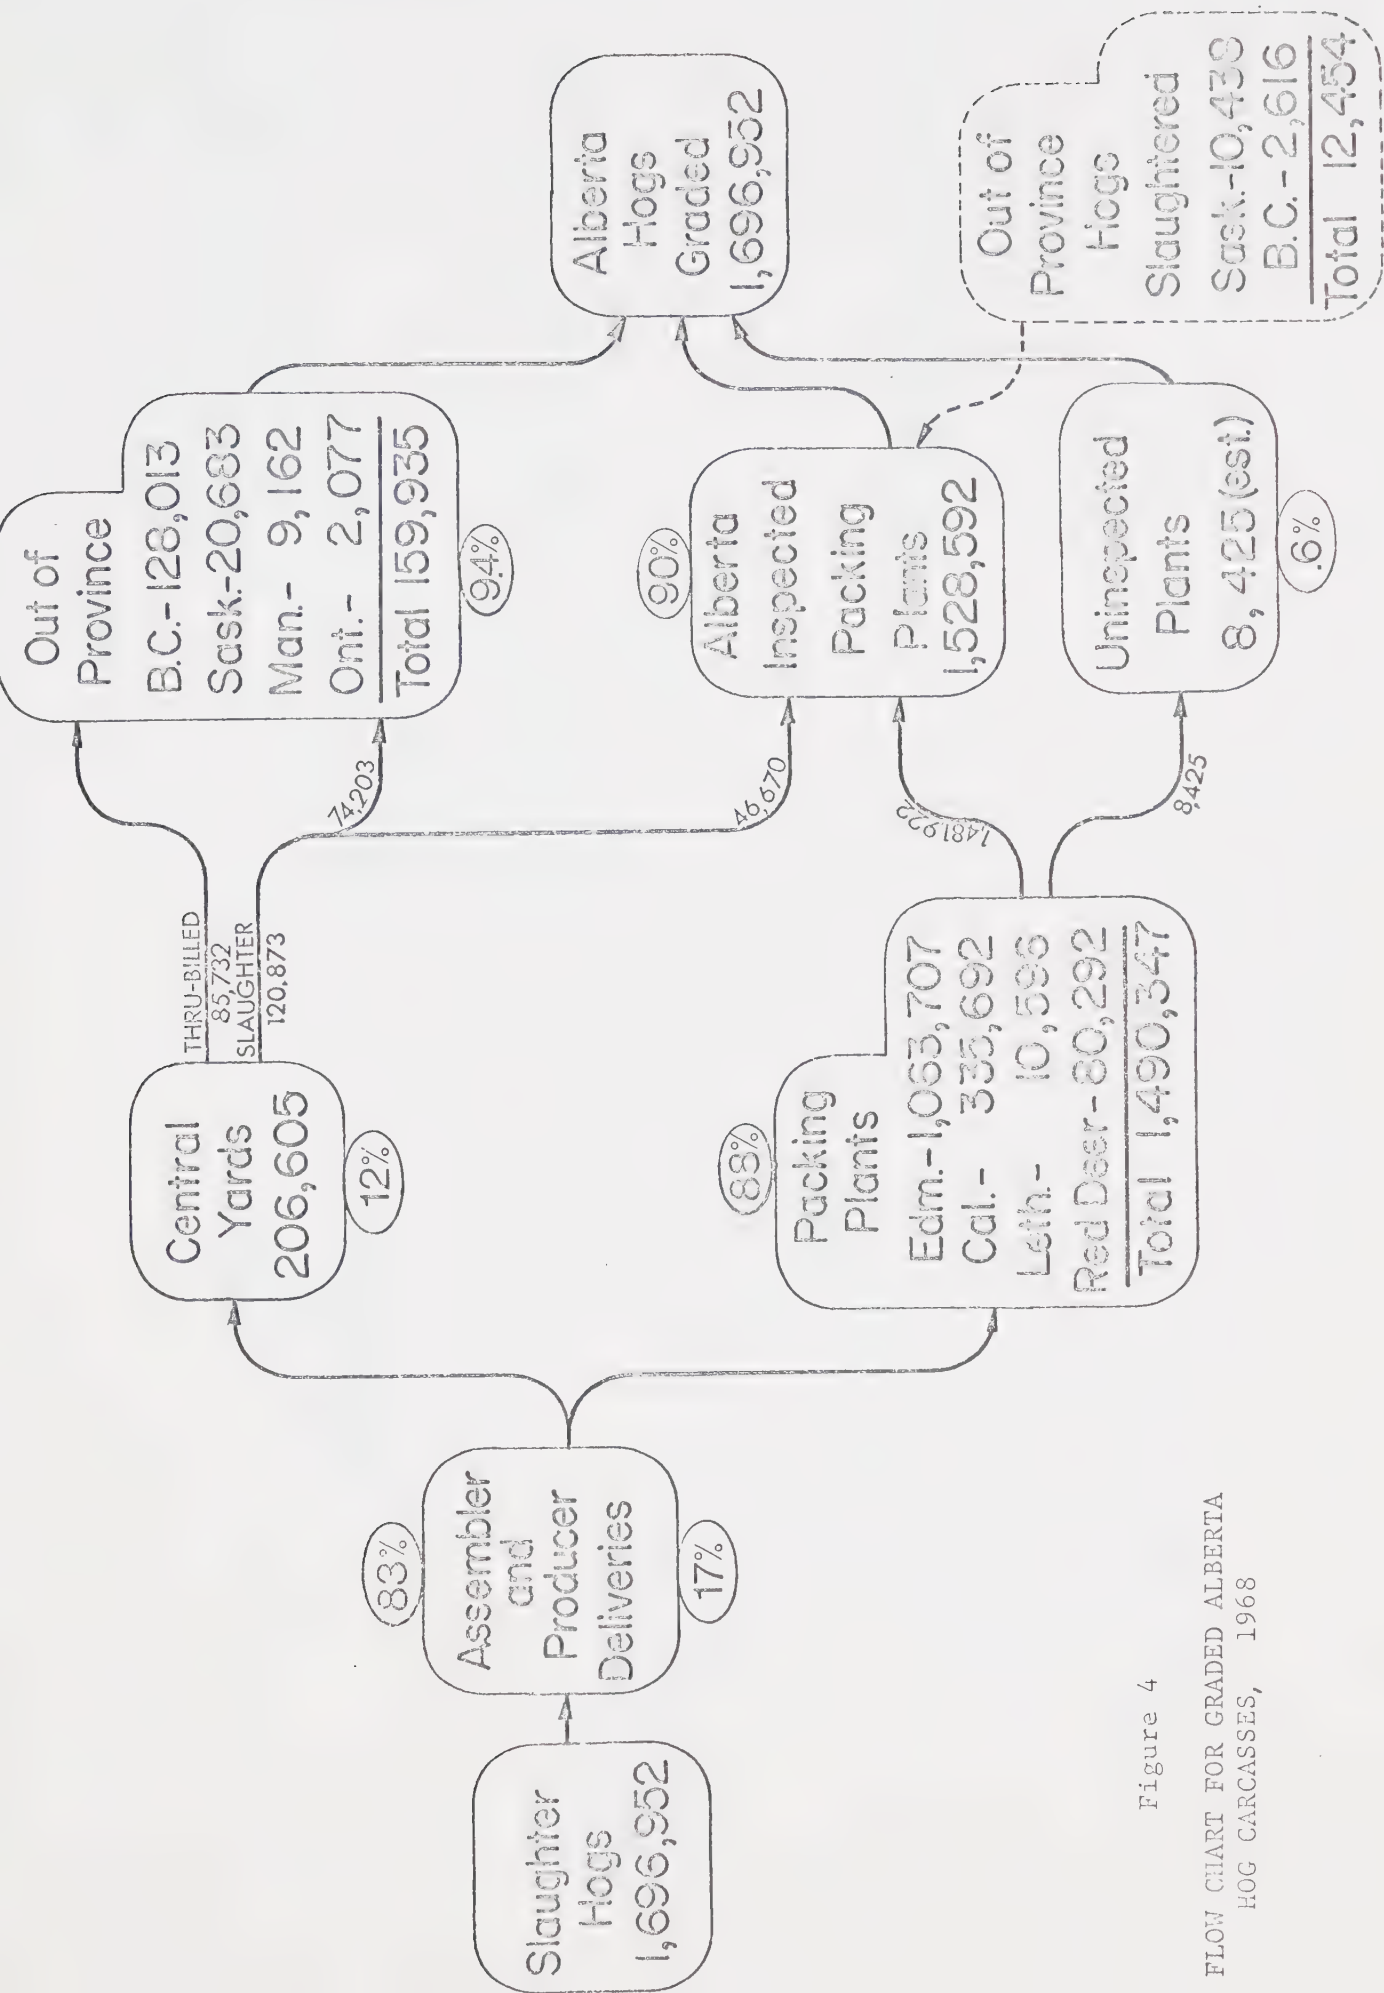 Slaughter
Hogs
1,696,952
83%
Assembler
and
Producer
Deliveries
17%
Central
Yards
206,605
12%
THRU-BILLED
85,732
SLAUGHTER
120,873
88%
Packing
Plants
Edm.-1,063,707
Cal.- 335,692
Leth.- 10,596
Red Deer-80,292
Total 1,490,347
74,203
46,670
1,481,922
8,425
Out of
Province
B.C.-128,013
Sask.-20,683
Man.- 9,162
Ont.- 2,077
Total 159,935
9.4%
90%
Alberta
Inspected
Packing
Plants
1,528,592
Uninspected
Plants
8,425(est.)
.6%
Alberta
Hogs
Graded
1,696,952
Out of
Province
Hogs
Slaughtered
Sask.-10,438
B.C.-2,616
Total 12,454
Figure 4
FLOW CHART FOR GRADED ALBERTA
HOG CARCASSES, 1968